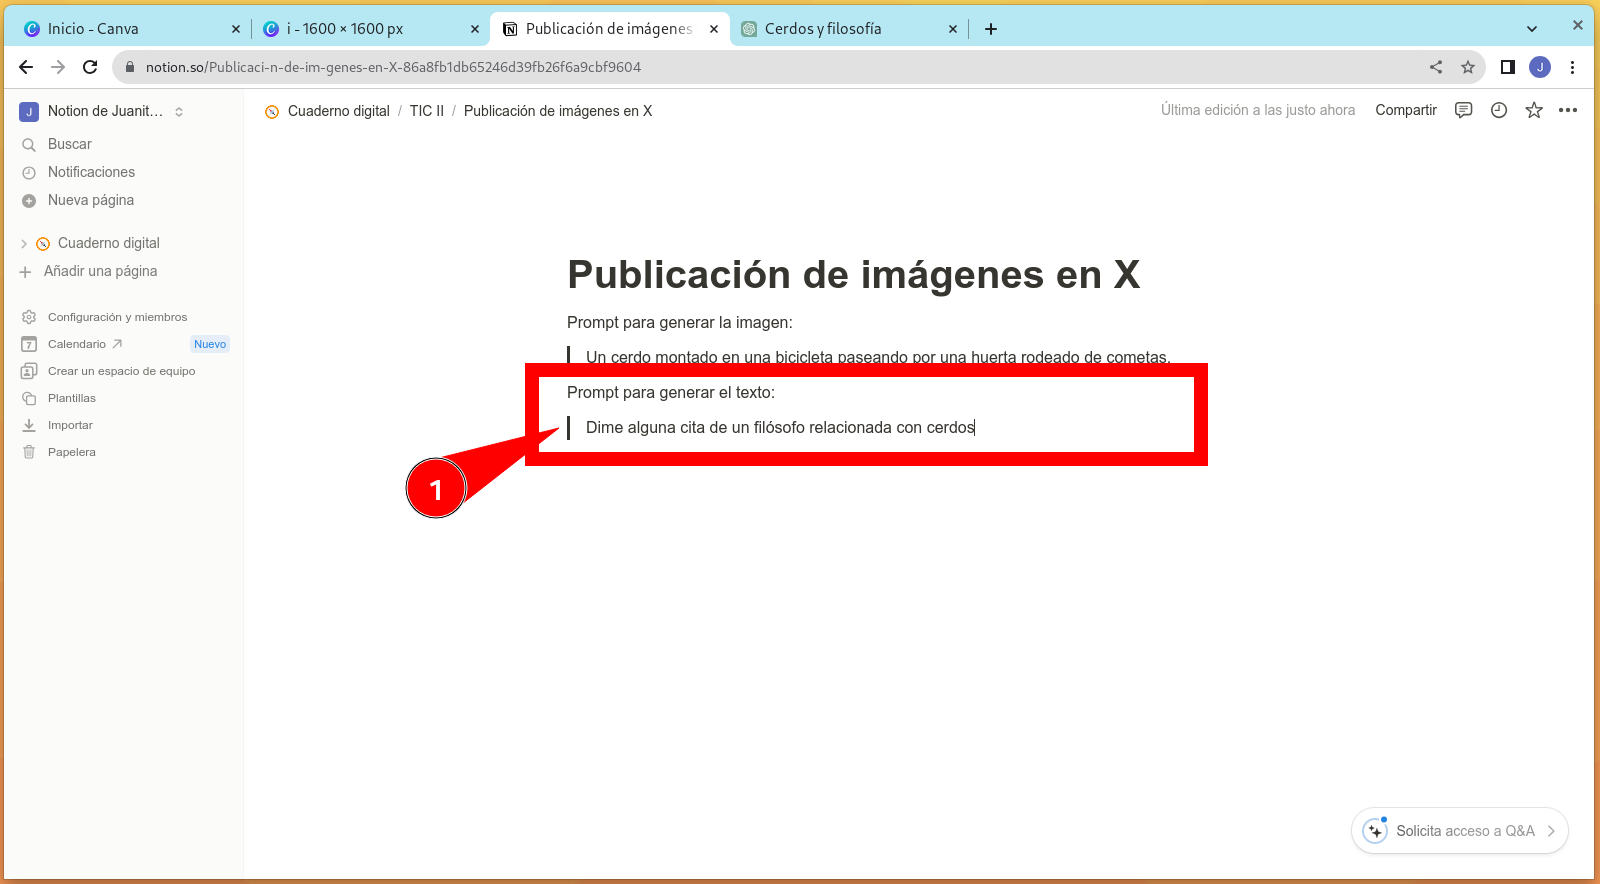 Inicio - Canva
i - 1600 × 1600 px
Publicación de imágenes
Cerdos y filosofía
notion.so/Publicaci-n-de-im-genes-en-X-86a8fb1db65246d39fb26f6a9cbf9604
J
J
Notion de Juanit...
Buscar
Notificaciones
Nueva página
Cuaderno digital
Añadir una página
Configuración y miembros
7
Calendario
Nuevo
Crear un espacio de equipo
Plantillas
Importar
Papelera
Cuaderno digital / TIC II / Publicación de imágenes en X
Última edición a las justo ahora
Compartir
Publicación de imágenes en X
Prompt para generar la imagen:
Un cerdo montado en una bicicleta paseando por una huerta rodeado de cometas.
Prompt para generar el texto:
Dime alguna cita de un filósofo relacionada con cerdos
1
Solicita acceso a Q&A